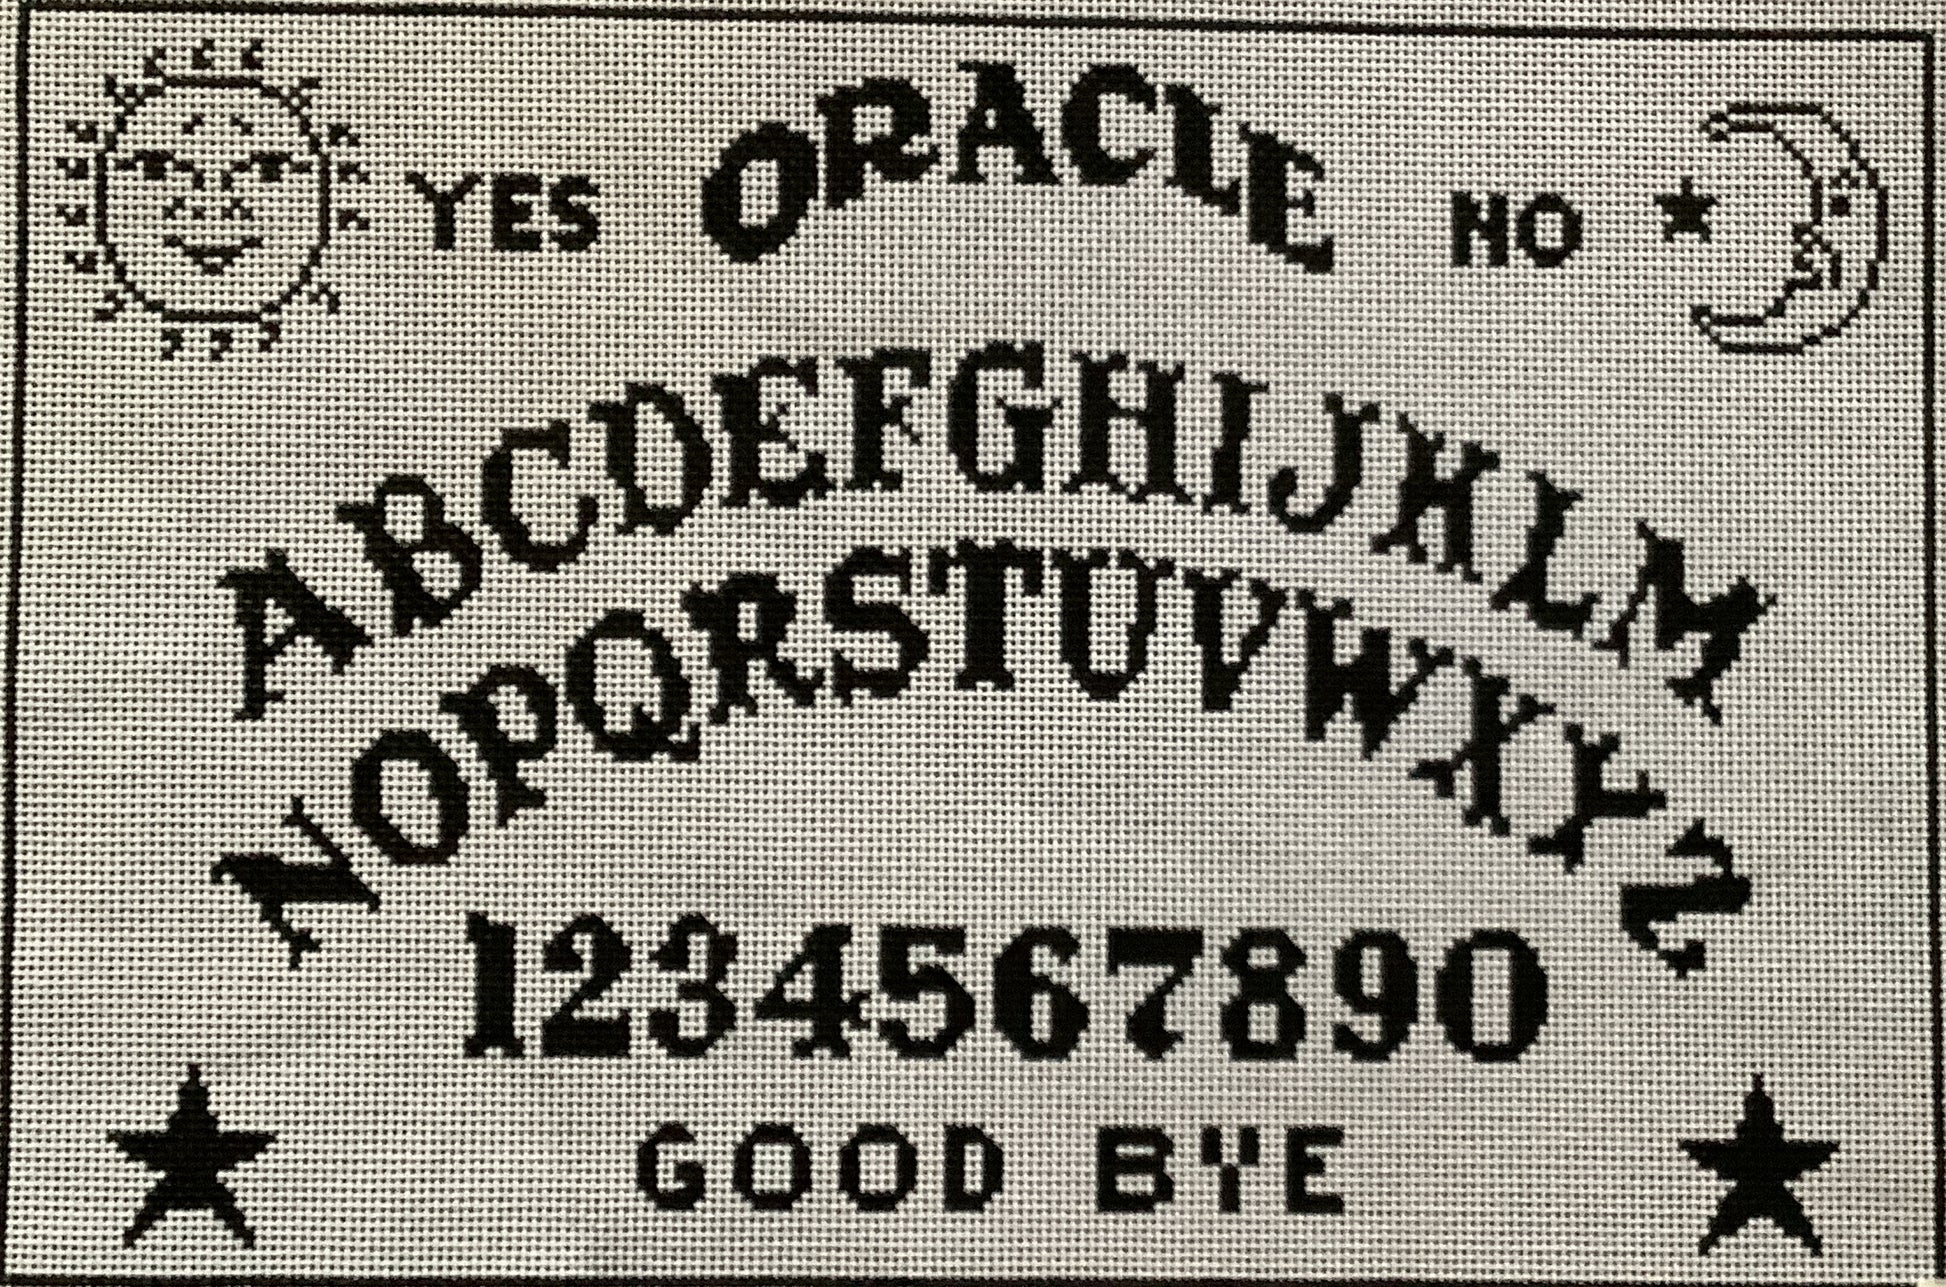 YES ORACLE NO
ABCDEFGHIJKLM
NOPQRSTUVWXYZ
1234567890
GOOD BYE